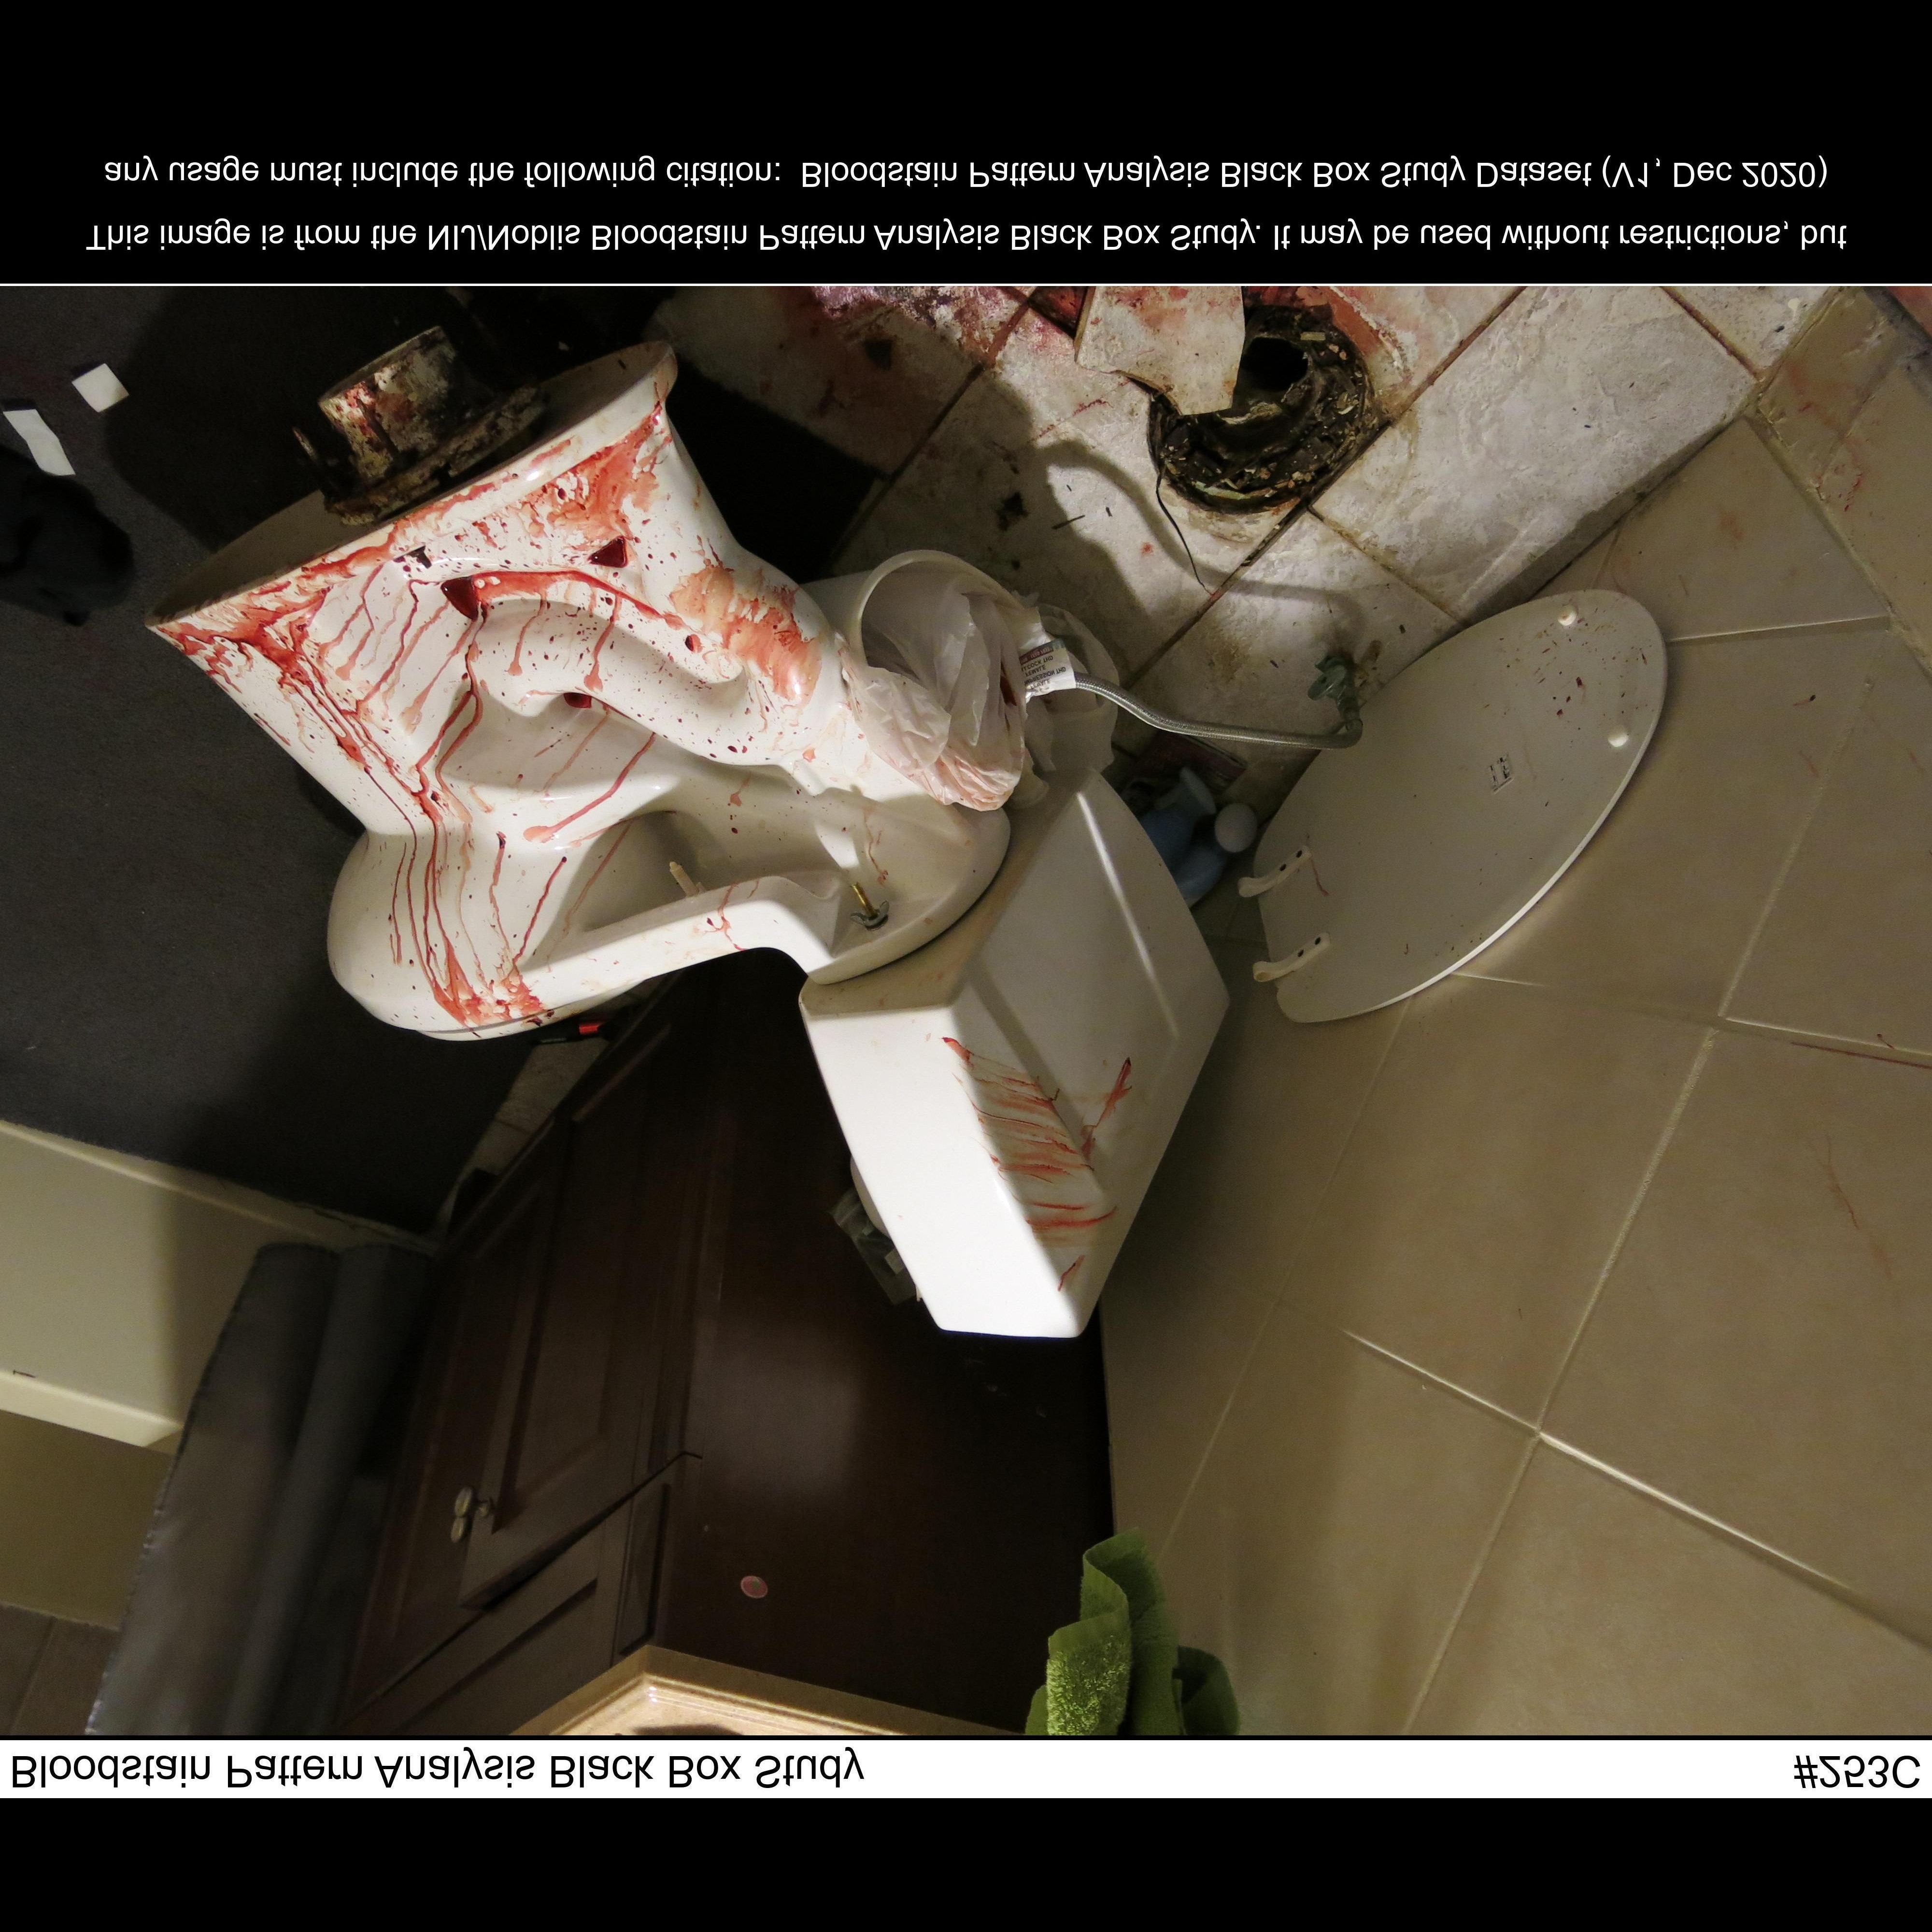 Bloodstain Pattern Analysis Black Box Study #253C
This image is from the NIJ/Noblis Bloodstain Pattern Analysis Black Box Study. It may be used without restrictions, but
any usage must include the following citation: Bloodstain Pattern Analysis Black Box Study Dataset (V1, Dec 2020)